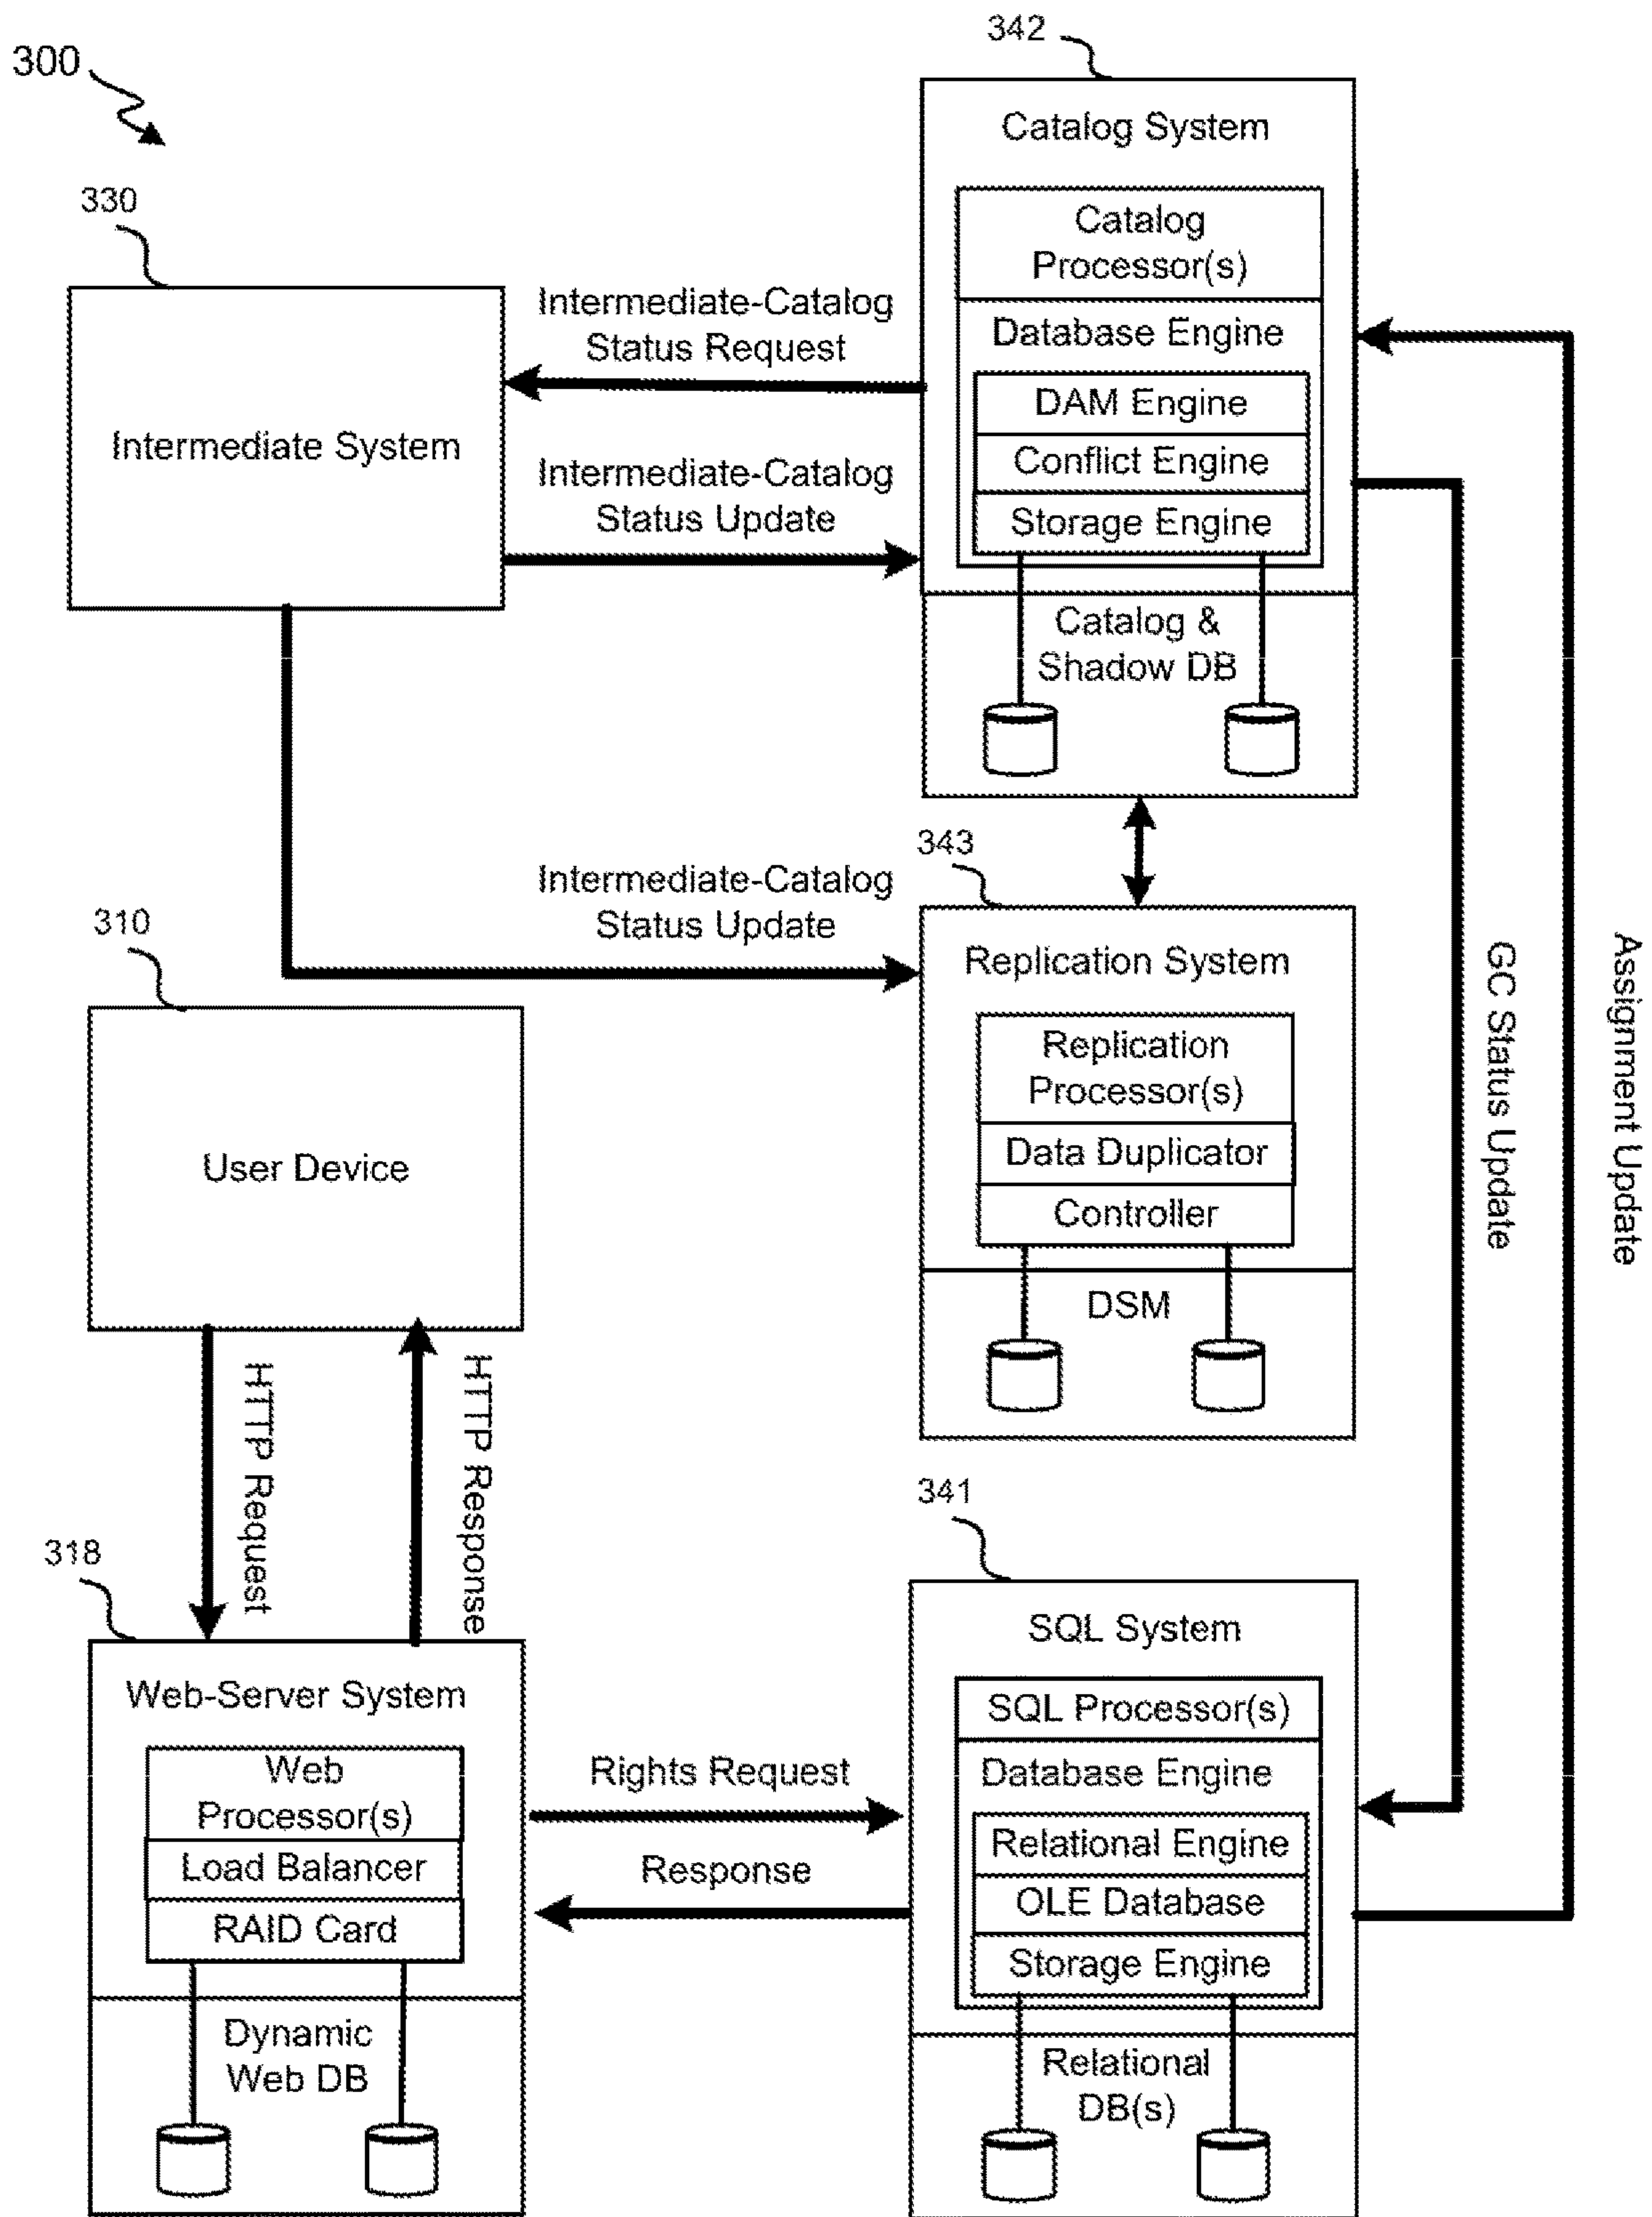 300
342
Catalog System
Catalog
Processor(s)
Database Engine
DAM Engine
Conflict Engine
Storage Engine
Catalog &
Shadow DB
330
Intermediate System
Intermediate-Catalog
Status Request
Intermediate-Catalog
Status Update
Intermediate-Catalog
Status Update
343
Replication System
Replication
Processor(s)
Data Duplicator
Controller
DSM
GC Status Update
Assignment Update
310
User Device
HTTP Request
HTTP Response
318
Web-Server System
Web
Processor(s)
Load Balancer
RAID Card
Dynamic
Web DB
Rights Request
Response
341
SQL System
SQL Processor(s)
Database Engine
Relational Engine
OLE Database
Storage Engine
Relational
DB(s)